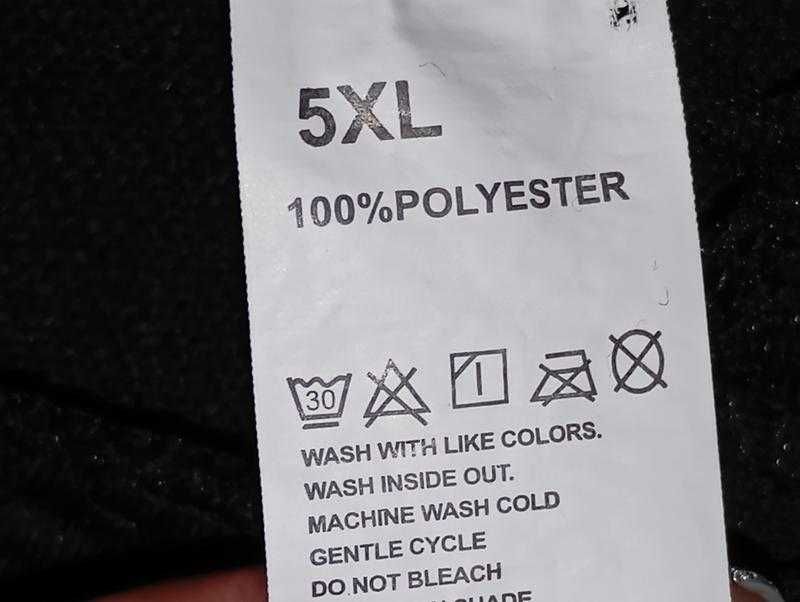 5XL
100%POLYESTER
30
WASH WITH LIKE COLORS.
WASH INSIDE OUT.
MACHINE WASH COLD
GENTLE CYCLE
DO NOT BLEACH
SHADE